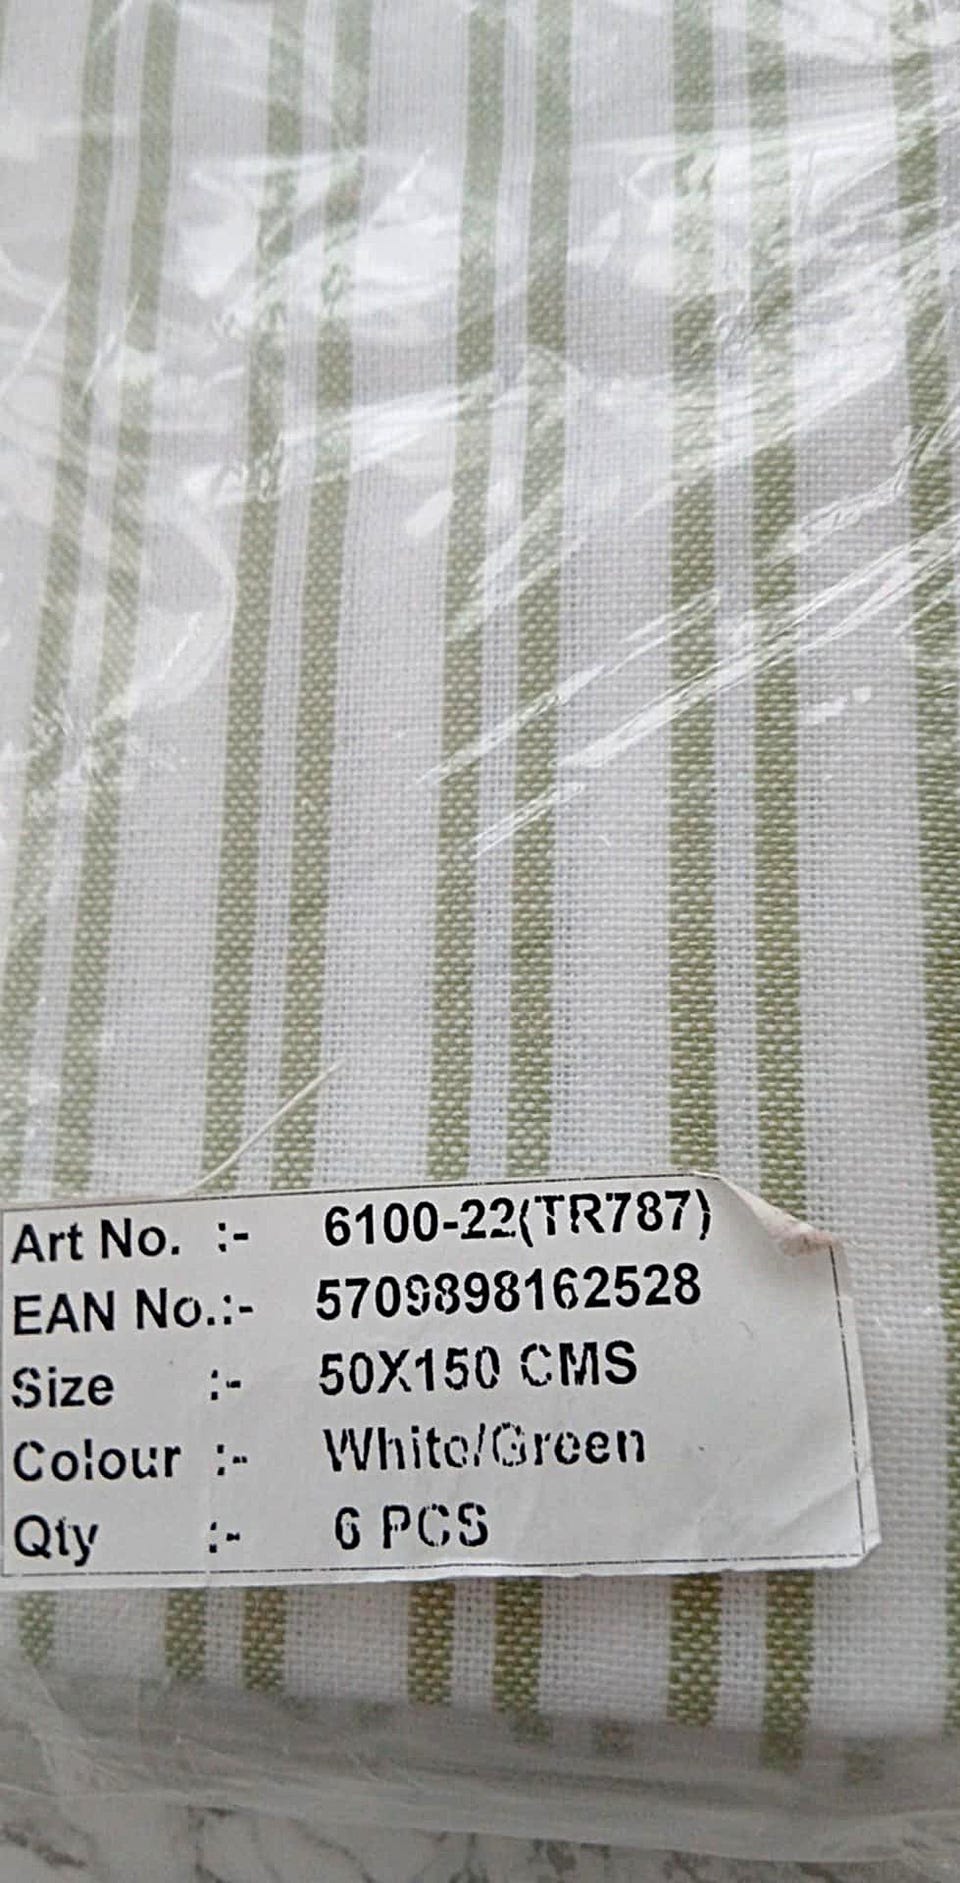 Art No. :- 6100-22(TR787)
EAN No.:- 5709898162528
Size :- 50X150 CMS
Colour :- White/Green
Qty :- 6 PCS